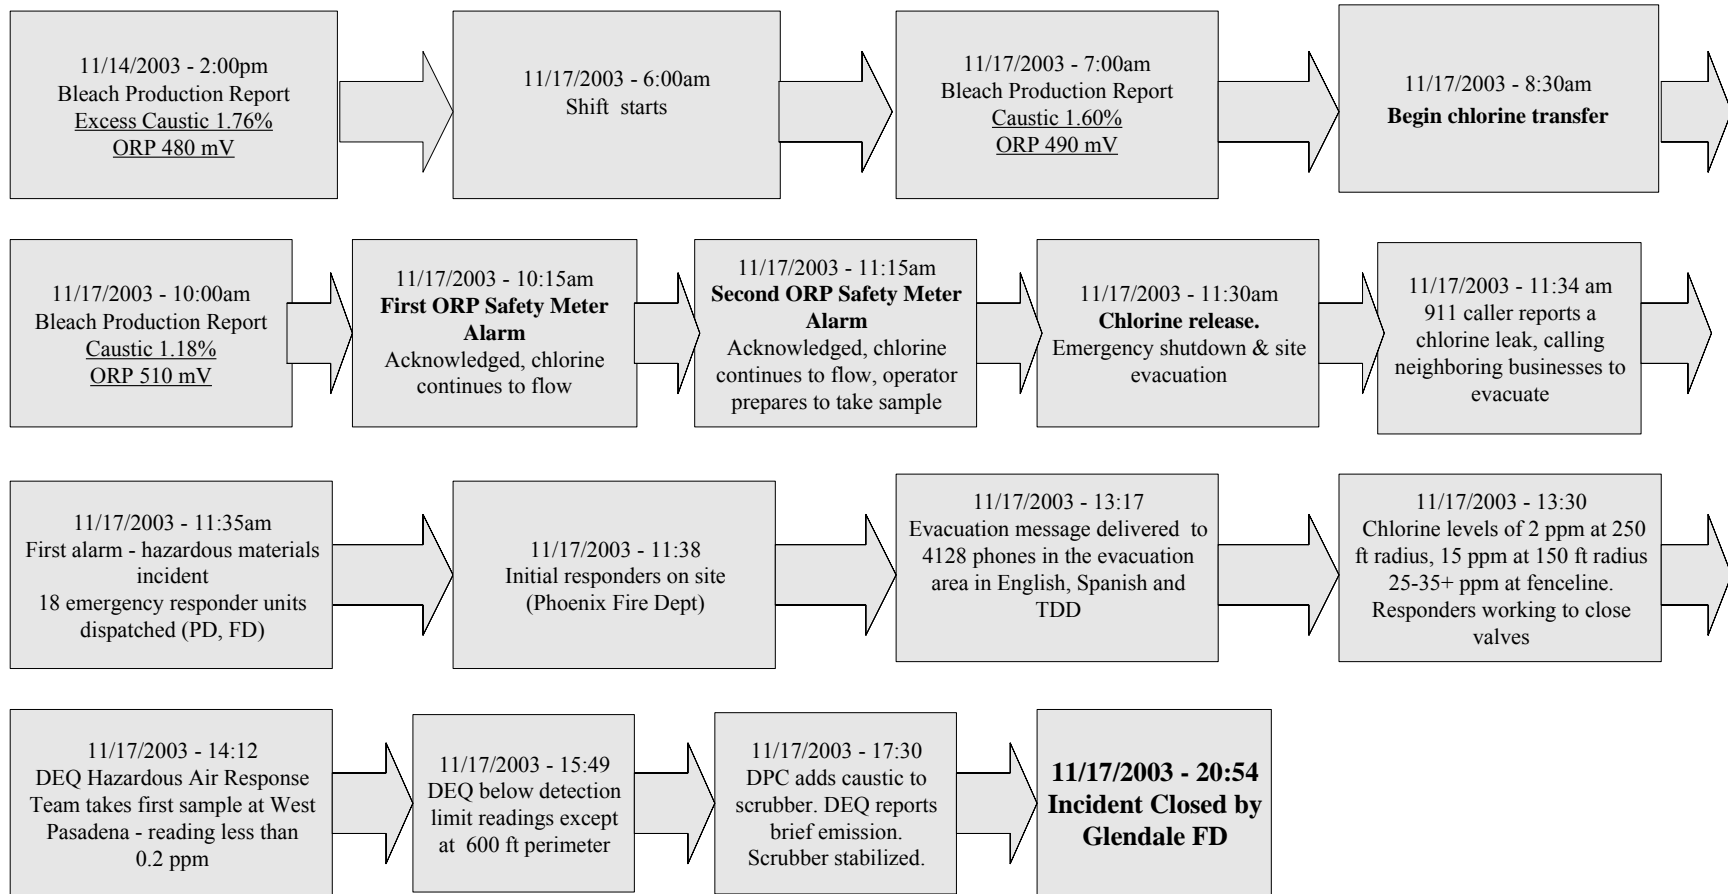 11/14/2003 - 2:00pm
Bleach Production Report
Excess Caustic 1.76%
ORP 480 mV
11/17/2003 - 6:00am
Shift starts
11/17/2003 - 7:00am
Bleach Production Report
Caustic 1.60%
ORP 490 mV
11/17/2003 - 8:30am
Begin chlorine transfer
11/17/2003 - 10:00am
Bleach Production Report
Caustic 1.18%
ORP 510 mV
11/17/2003 - 10:15am
First ORP Safety Meter
Alarm
Acknowledged, chlorine
continues to flow
11/17/2003 - 11:15am
Second ORP Safety Meter
Alarm
Acknowledged, chlorine
continues to flow, operator
prepares to take sample
11/17/2003 - 11:30am
Chlorine release.
Emergency shutdown & site
evacuation
11/17/2003 - 11:34 am
911 caller reports a
chlorine leak, calling
neighboring businesses to
evacuate
11/17/2003 - 11:35am
First alarm - hazardous materials
incident
18 emergency responder units
dispatched (PD, FD)
11/17/2003 - 11:38
Initial responders on site
(Phoenix Fire Dept)
11/17/2003 - 13:17
Evacuation message delivered to
4128 phones in the evacuation
area in English, Spanish and
TDD
11/17/2003 - 13:30
Chlorine levels of 2 ppm at 250
ft radius, 15 ppm at 150 ft radius
25-35+ ppm at fenceline.
Responders working to close
valves
11/17/2003 - 14:12
DEQ Hazardous Air Response
Team takes first sample at West
Pasadena - reading less than
0.2 ppm
11/17/2003 - 15:49
DEQ below detection
limit readings except
at 600 ft perimeter
11/17/2003 - 17:30
DPC adds caustic to
scrubber. DEQ reports
brief emission.
Scrubber stabilized.
11/17/2003 - 20:54
Incident Closed by
Glendale FD